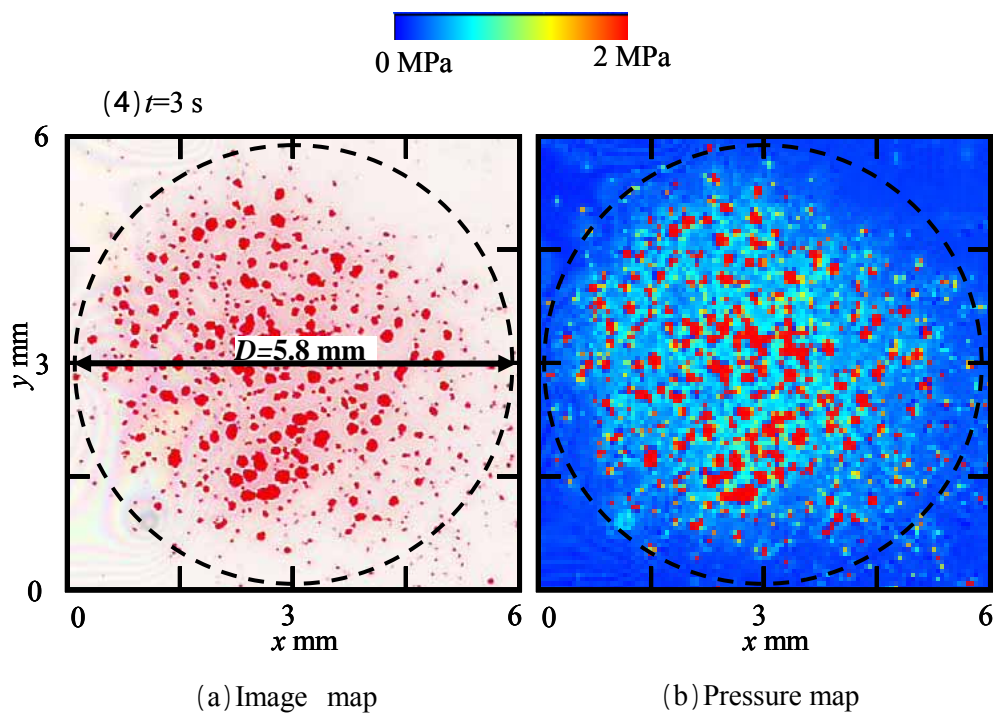 0 MPa 2 MPa
(4) t=3 s
6
y mm
3
0
D=5.8 mm
0 3 6
x mm
0 3 6
x mm
(a) Image map
(b) Pressure map